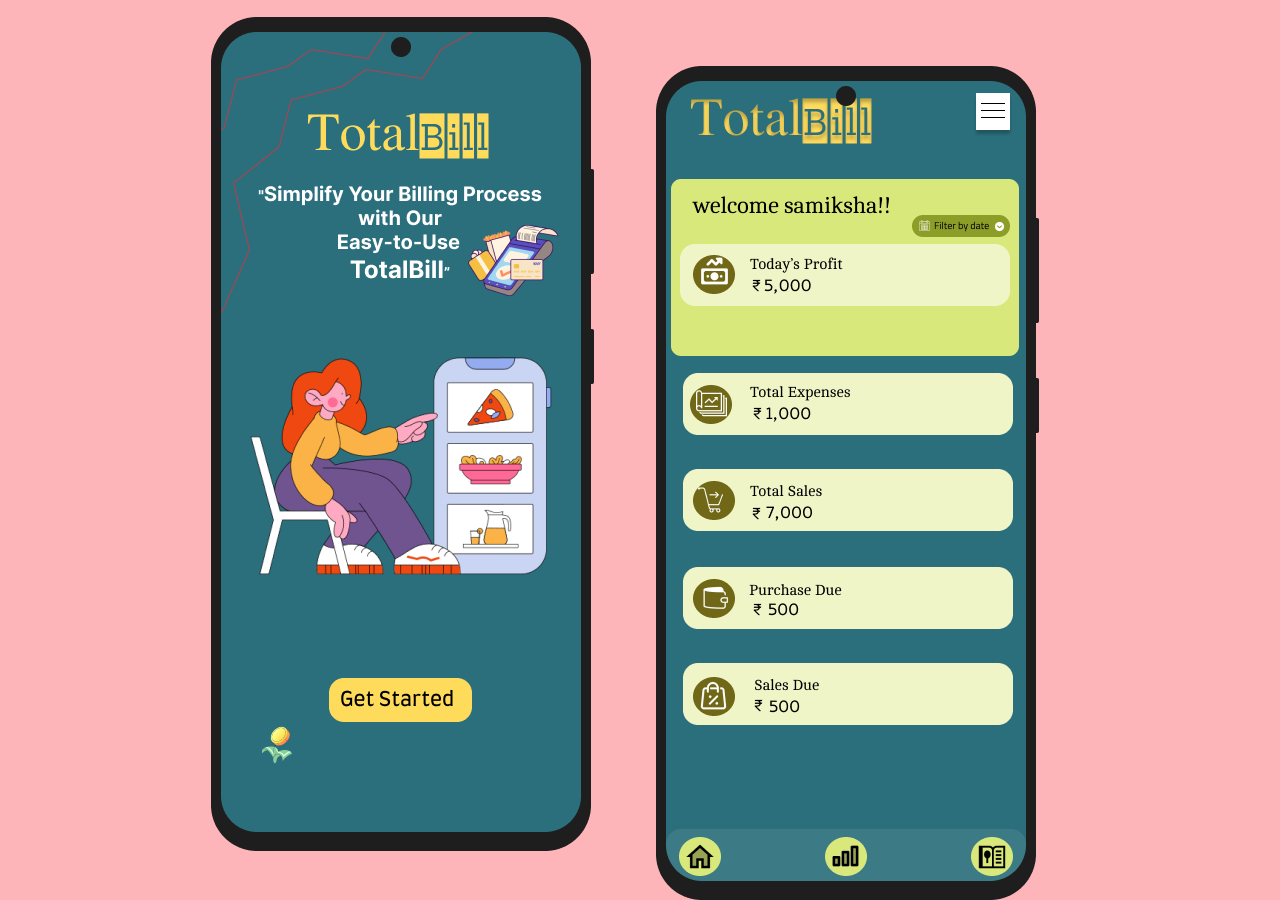 TotalBill
"Simplify Your Billing Process
with Our
Easy-to-Use
TotalBill”
Get Started
TotalBill
welcome samiksha!!
Filter by date
Today’s Profit
₹ 5,000
Total Expenses
₹ 1,000
Total Sales
₹ 7,000
Purchase Due
₹ 500
Sales Due
₹ 500